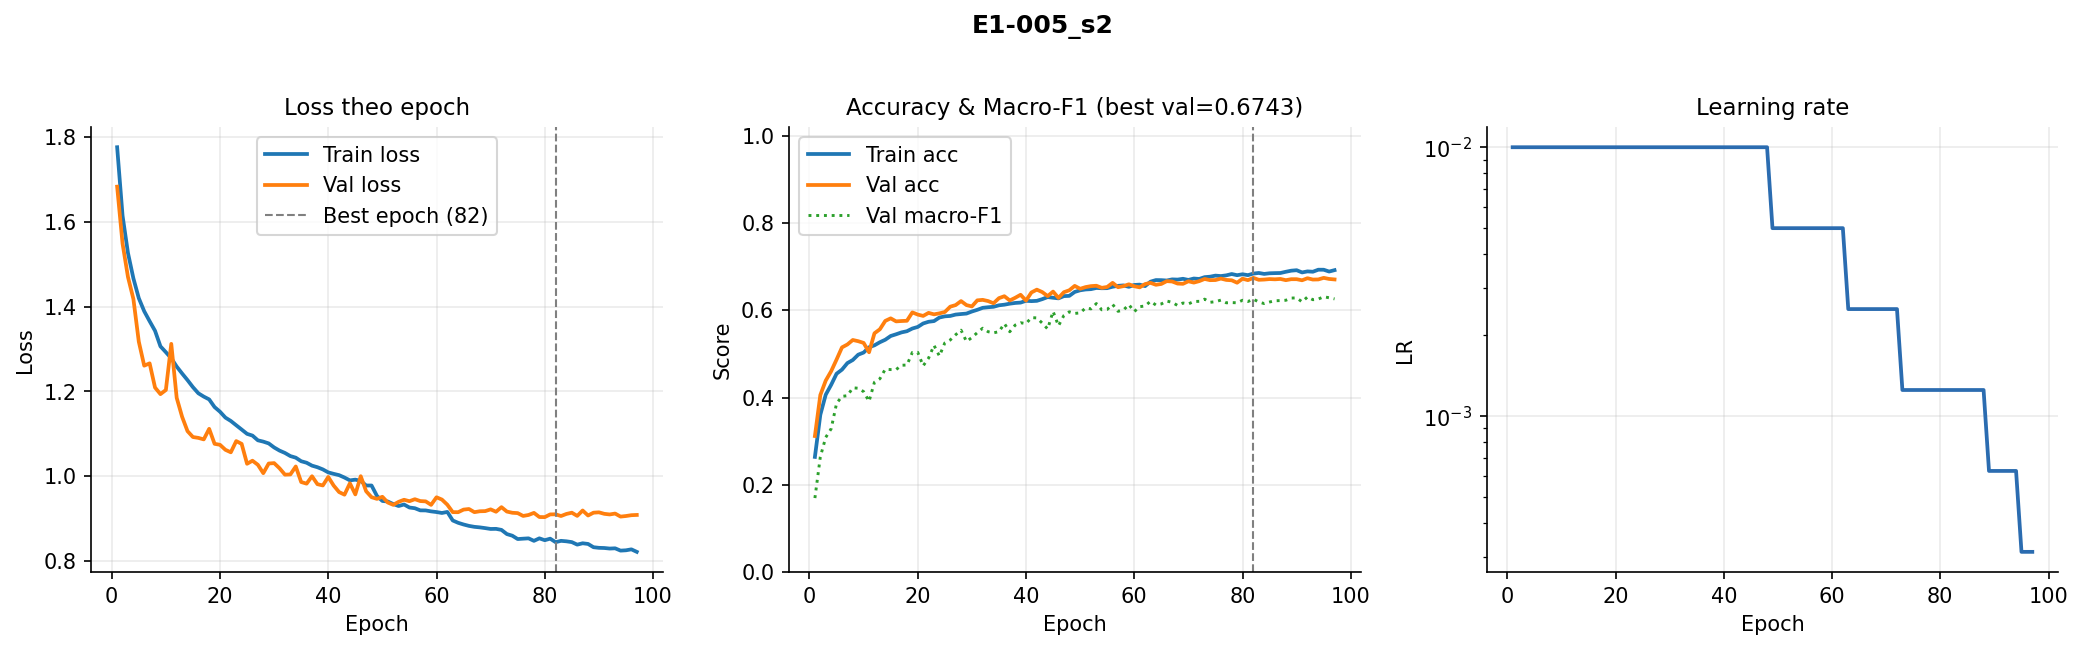 E1-005_s2
Loss theo epoch
Loss
1.8
1.6
1.4
1.2
1.0
0.8
Train loss
Val loss
Best epoch (82)
0
20
40
60
80
100
Epoch
Accuracy & Macro-F1 (best val=0.6743)
Score
1.0
0.8
0.6
0.4
0.2
0.0
Train acc
Val acc
Val macro-F1
0
20
40
60
80
100
Epoch
Learning rate
LR
10⁻²
10⁻³
0
20
40
60
80
100
Epoch